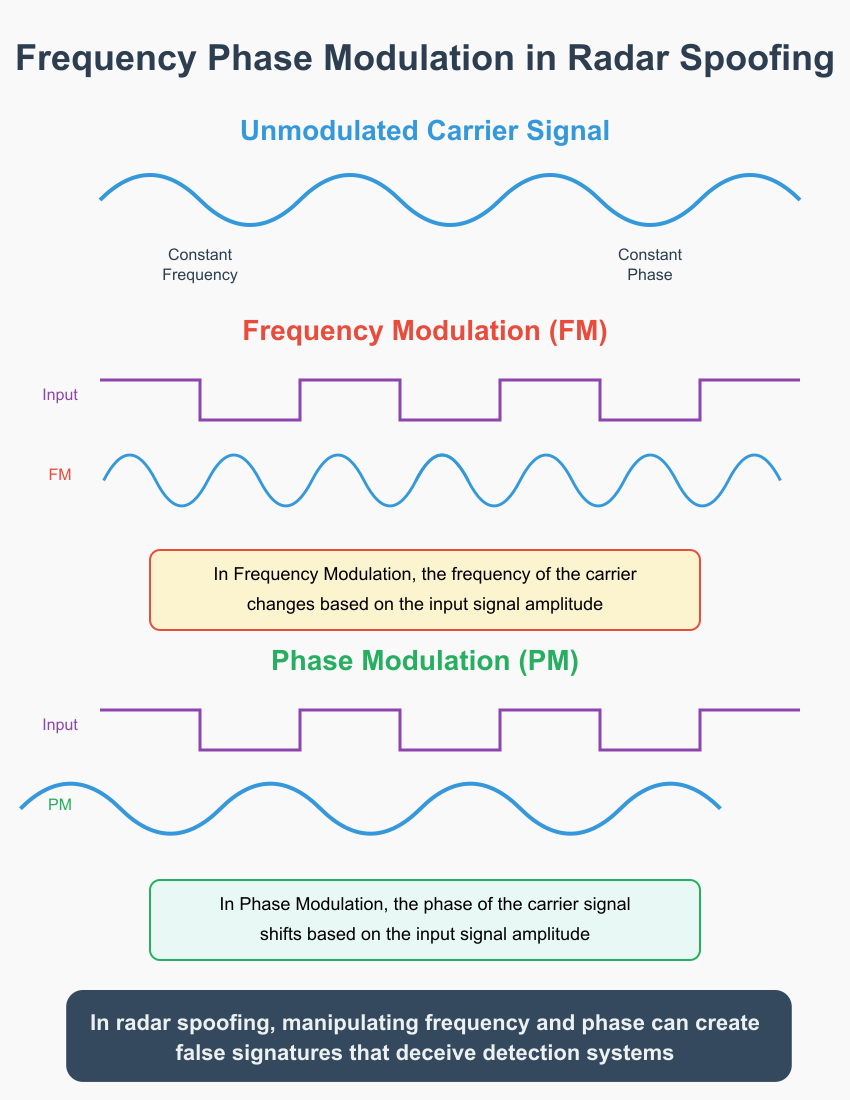 Frequency Phase Modulation in Radar Spoofing
Unmodulated Carrier Signal
Constant
Frequency
Constant
Phase
Frequency Modulation (FM)
Input
FM
In Frequency Modulation, the frequency of the carrier
changes based on the input signal amplitude
Phase Modulation (PM)
Input
PM
In Phase Modulation, the phase of the carrier signal
shifts based on the input signal amplitude
In radar spoofing, manipulating frequency and phase can create
false signatures that deceive detection systems